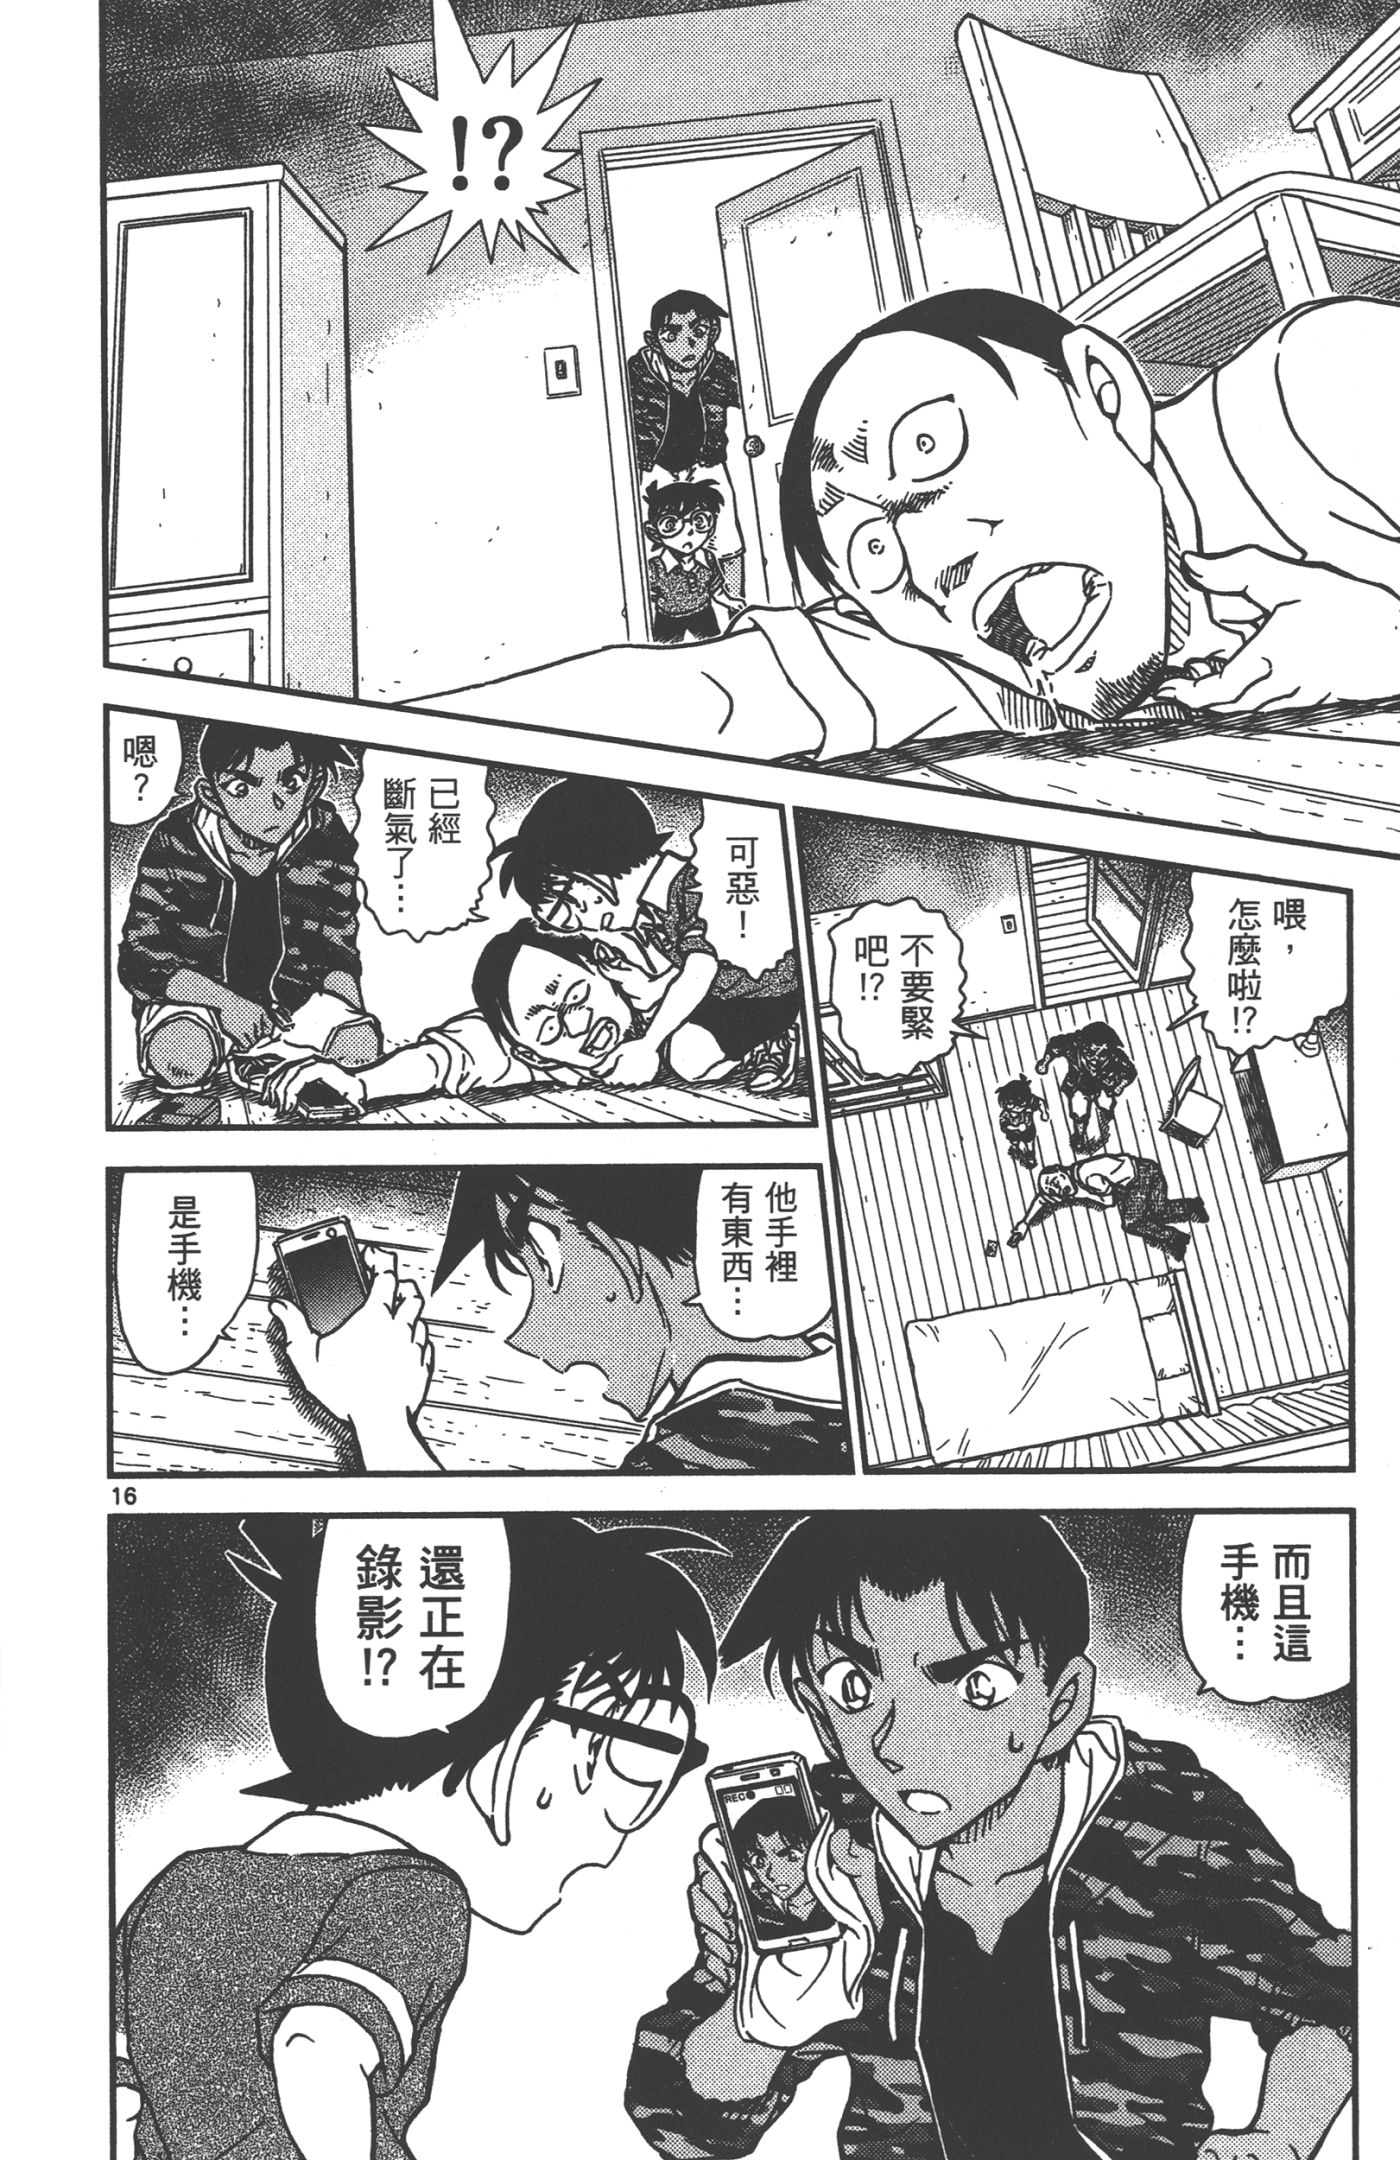 !?
喂，
怎麼啦!?
不要緊
吧!?
可惡！
已經
斷氣了…
嗯？
他手裡
有東西…
是手機…
16
而且這
手機…
還正在
錄影!?
REC